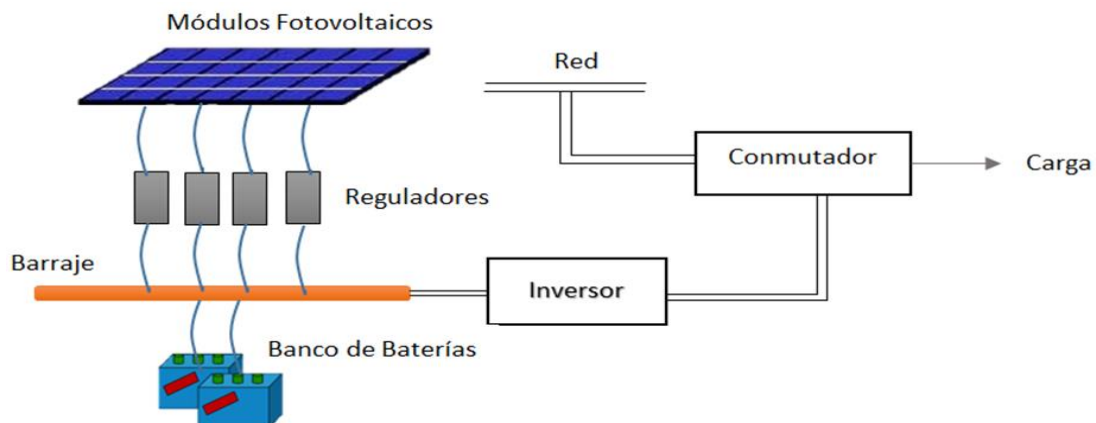 Módulos Fotovoltaicos
Red
Conmutador
Carga
Reguladores
Barraje
Inversor
Banco de Baterías